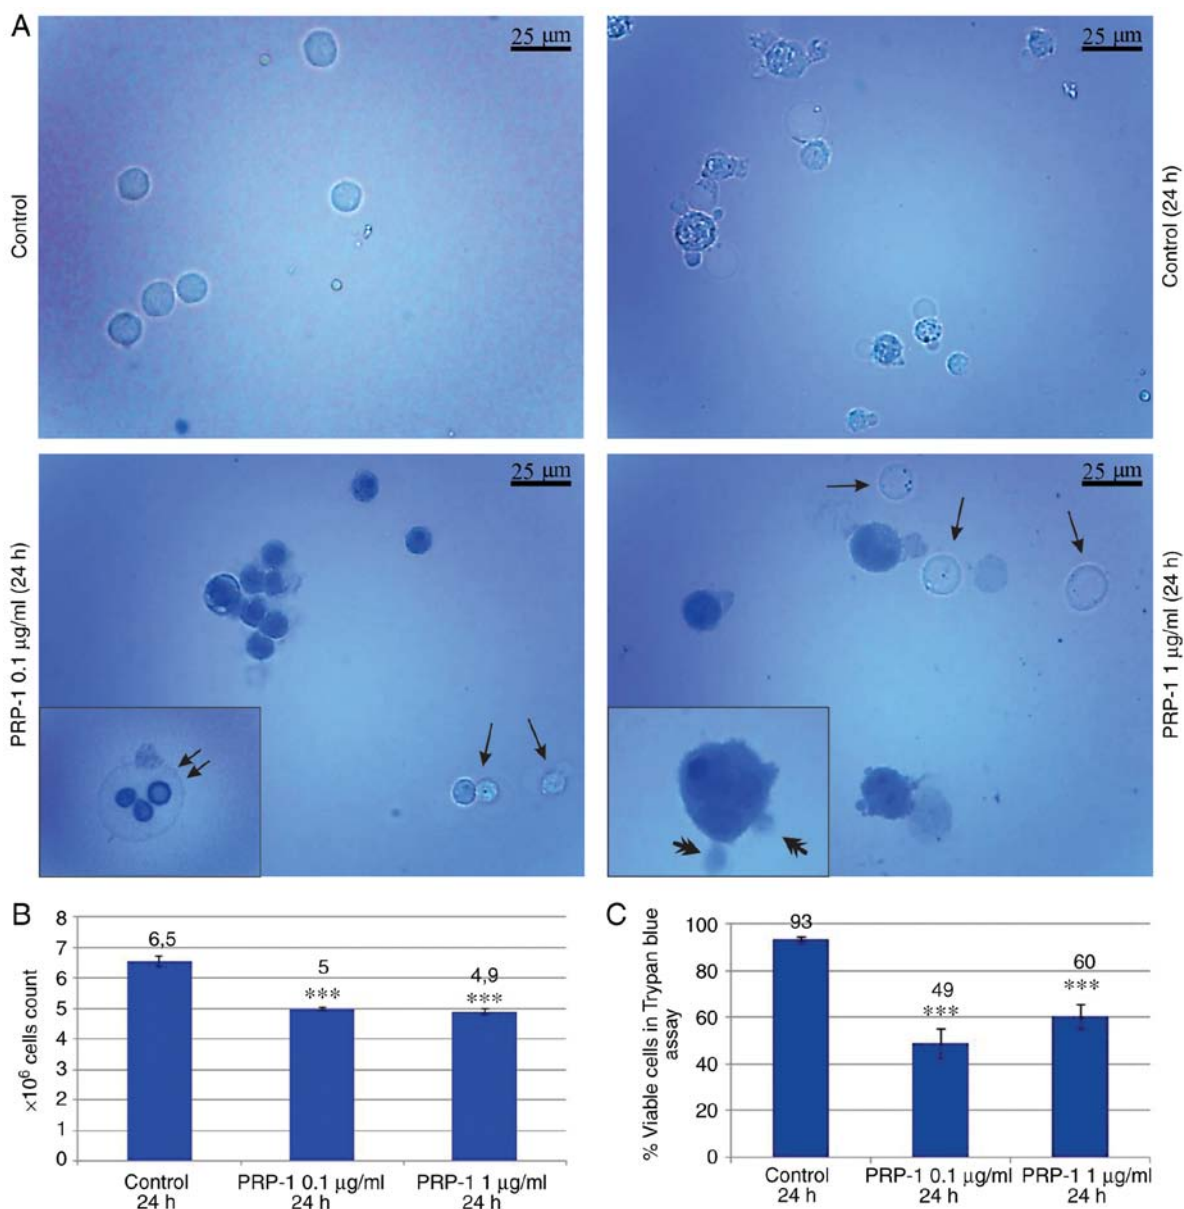 A
25 µm
25 µm
Control
Control (24 h)
25 µm
25 µm
PRP-1 0.1 µg/ml (24 h)
PRP-1 1 µg/ml (24 h)
B
×10⁶ cells count
8
7
6
5
4
3
2
1
0
6,5
5
***
4,9
***
Control
24 h
PRP-1 0.1 µg/ml
24 h
PRP-1 1 µg/ml
24 h
C
% Viable cells in Trypan blue
assay
100
80
60
40
20
0
93
49
***
60
***
Control
24 h
PRP-1 0.1 µg/ml
24 h
PRP-1 1 µg/ml
24 h